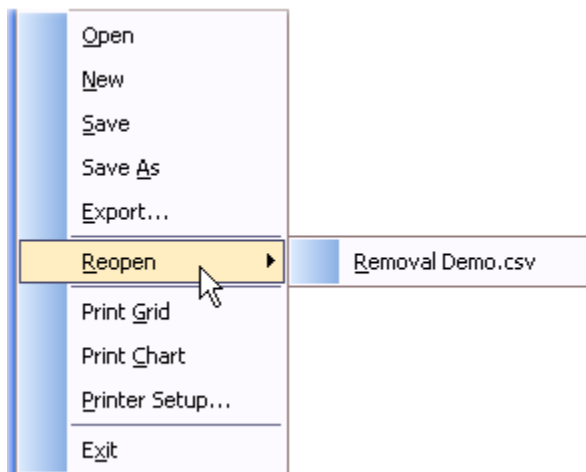 Open
New
Save
Save As
Export...
Reopen
Removal Demo.csv
Print Grid
Print Chart
Printer Setup...
Exit